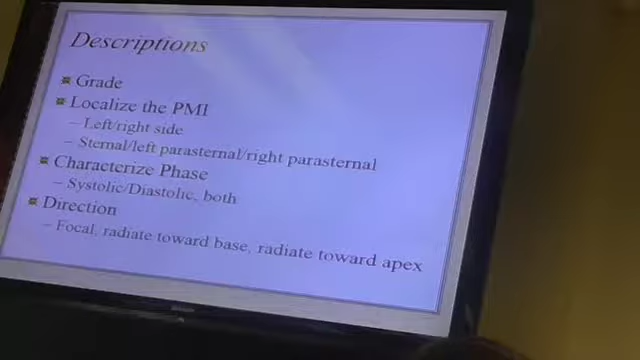 Descriptions
Grade
Localize the PMI
– Left/right side
– Sternal/left parasternal/right parasternal
Characterize Phase
– Systolic/Diastolic, both
Direction
– Focal, radiate toward base, radiate toward apex